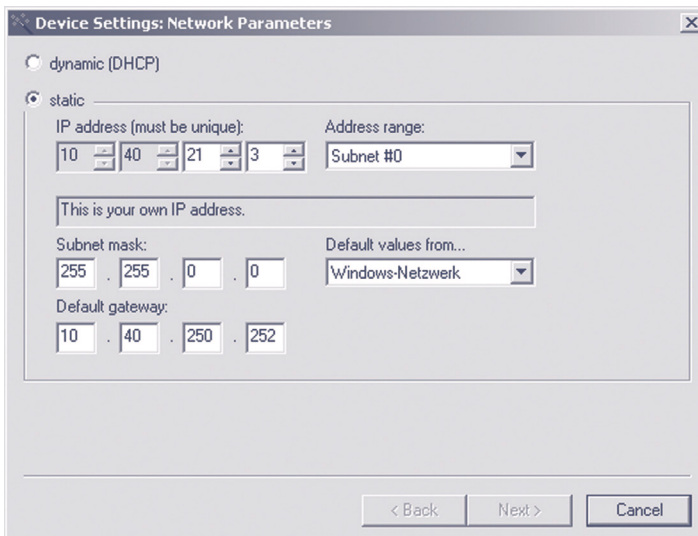 Device Settings: Network Parameters
dynamic (DHCP)
static
IP address (must be unique): Address range:
10 40 21 3 Subnet #0
This is your own IP address.
Subnet mask: Default values from...
255 . 255 . 0 . 0 Windows-Netzwerk
Default gateway:
10 . 40 . 250 . 252
< Back Next > Cancel